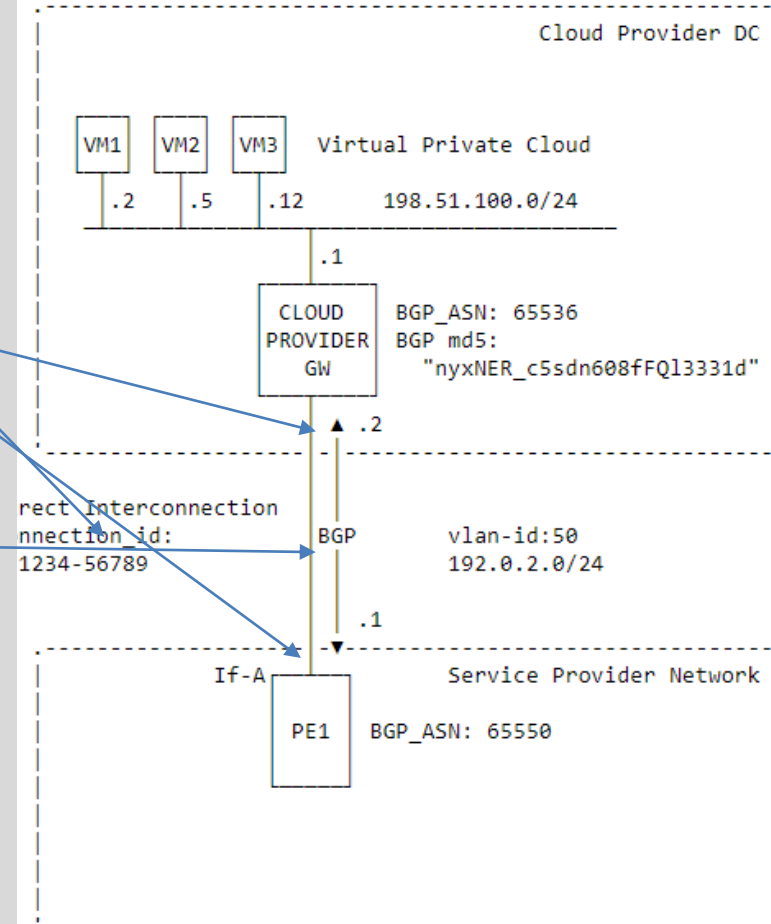 Cloud Provider DC
VM1 VM2 VM3 Virtual Private Cloud
.2 .5 .12 198.51.100.0/24
.1
CLOUD BGP_ASN: 65536
PROVIDER BGP md5:
GW "nyxNER_c5sdn608fFQl3331d"
.2
rect Interconnection
nnection_id: BGP vlan-id:50
1234-56789 192.0.2.0/24
.1
If-A Service Provider Network
PE1 BGP_ASN: 65550